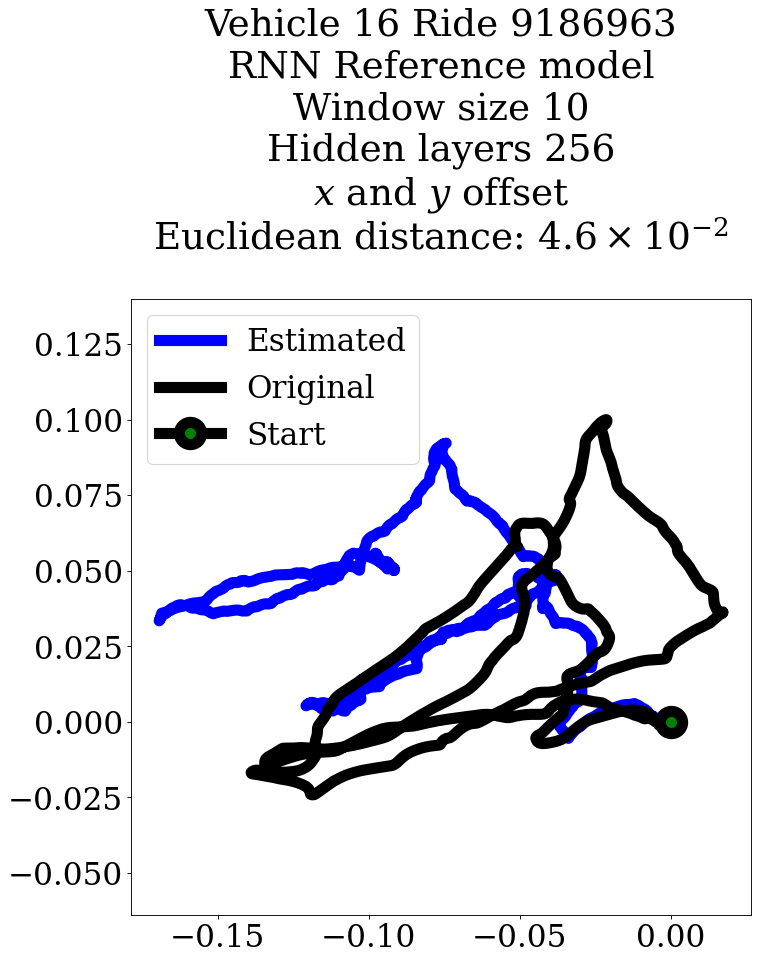 Vehicle 16 Ride 9186963
RNN Reference model
Window size 10
Hidden layers 256
x and y offset
Euclidean distance: 4.6 × 10⁻²
Estimated
Original
Start
0.125
0.100
0.075
0.050
0.025
0.000
−0.025
−0.050
−0.15 −0.10 −0.05 0.00